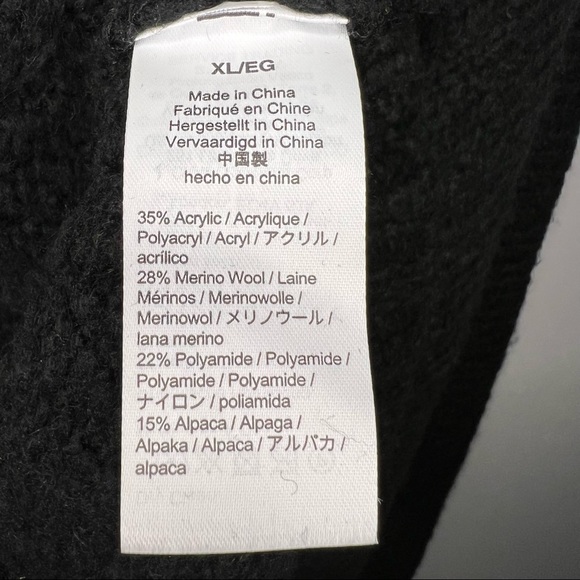 XL/EG
Made in China
Fabriqué en Chine
Hergestellt in China
Vervaardigd in China
中国製
hecho en china
35% Acrylic / Acrylique /
Polyacryl / Acryl / アクリル /
acrílico
28% Merino Wool / Laine
Mérinos / Merinowolle /
Merinowol / メリノウール /
lana merino
22% Polyamide / Polyamide /
Polyamide / Polyamide /
ナイロン / poliamida
15% Alpaca / Alpaga /
Alpaka / Alpaca / アルパカ /
alpaca